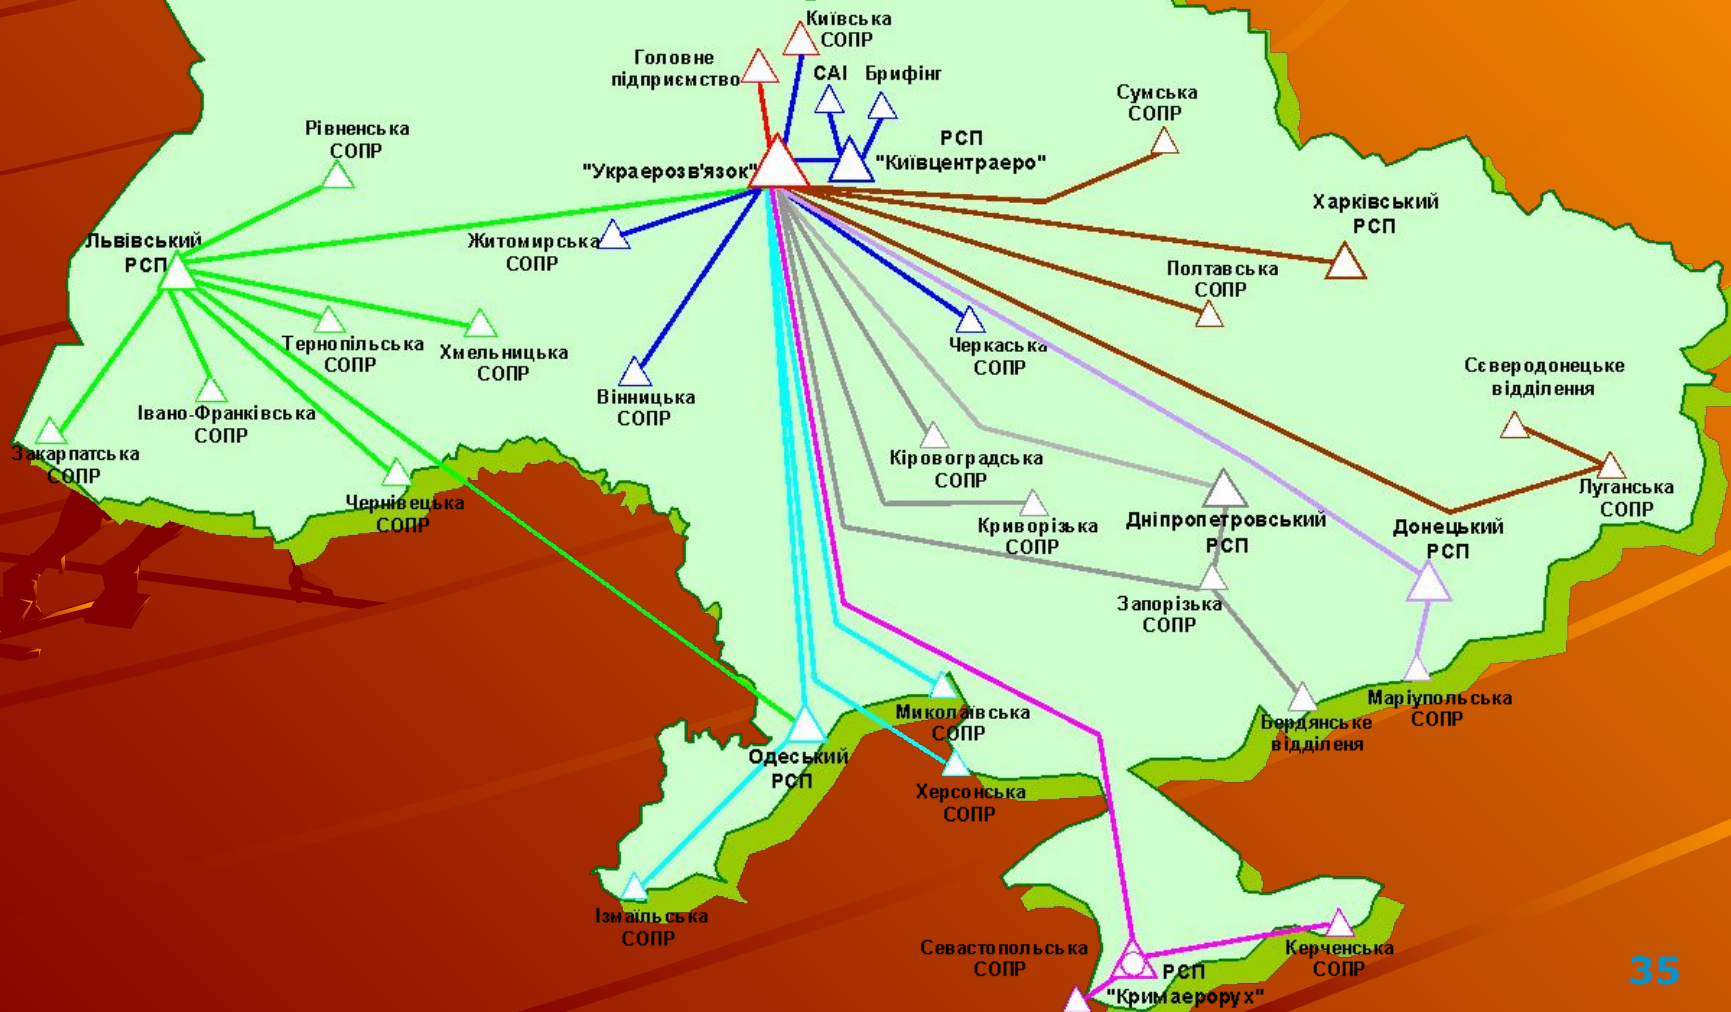 Київська
СОПР
Головне
підприємство
САІ
Брифінг
Сумська
СОПР
Рівненська
СОПР
РСП
"Київцентраеро"
"Украерозв'язок"
Харківський
РСП
Львівський
РСП
Житомирська
СОПР
Полтавська
СОПР
Тернопільська
СОПР
Хмельницька
СОПР
Черкаська
СОПР
Сєверодонецьке
відділення
Вінницька
СОПР
Івано-Франківська
СОПР
Закарпатська
СОПР
Кіровоградська
СОПР
Луганська
СОПР
Чернівецька
СОПР
Криворізька
СОПР
Дніпропетровський
РСП
Донецький
РСП
Запорізька
СОПР
Маріупольська
СОПР
Миколаївська
СОПР
Бердянське
відділеня
Одеський
РСП
Херсонська
СОПР
Ізмаїльська
СОПР
Севастопольська
СОПР
Керченська
СОПР
РСП
"Кримаерорух"
35